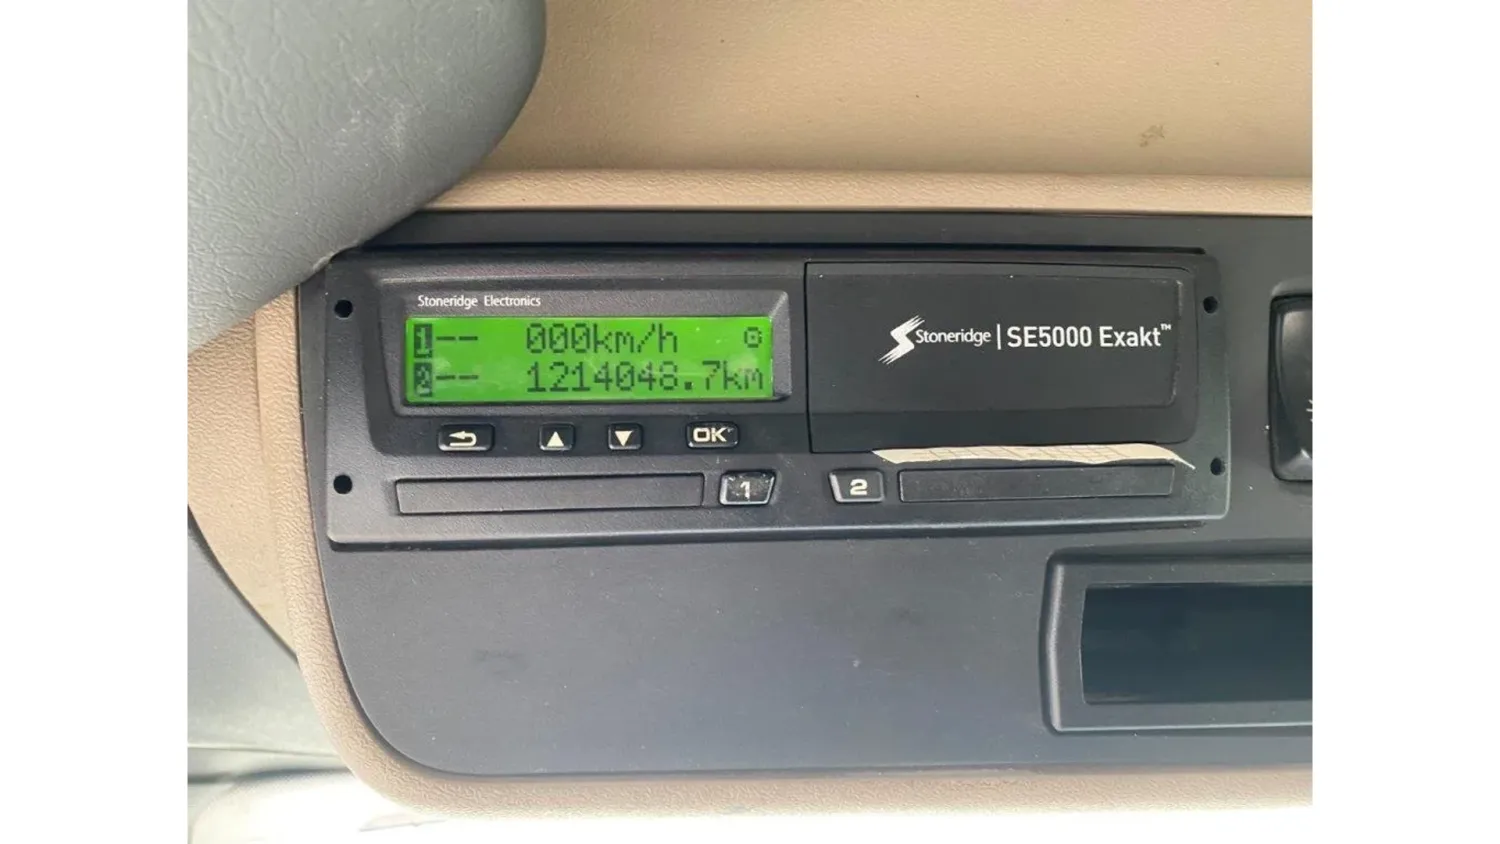 Stoneridge Electronics
1-- 000km/h
2-- 1214048.7km
Stoneridge | SE5000 Exakt™
OK
1
2